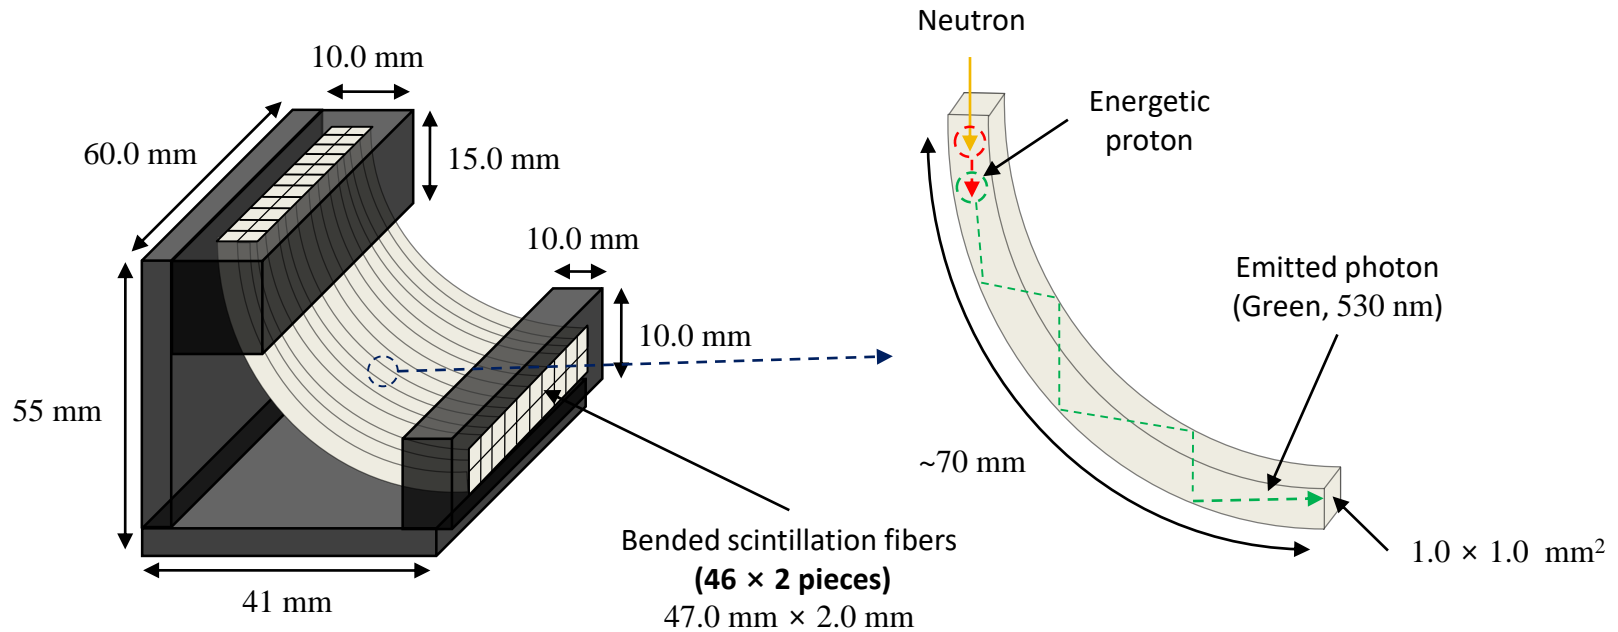 10.0 mm
60.0 mm
15.0 mm
10.0 mm
10.0 mm
55 mm
41 mm
Bended scintillation fibers
(46 × 2 pieces)
47.0 mm × 2.0 mm
Neutron
Energetic
proton
Emitted photon
(Green, 530 nm)
~70 mm
1.0 × 1.0 mm²